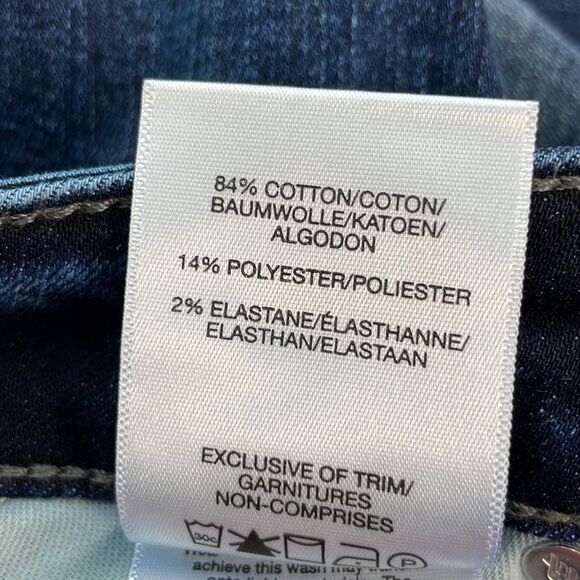 84% COTTON/COTON/
BAUMWOLLE/KATOEN/
ALGODON
14% POLYESTER/POLIESTER
2% ELASTANE/ÉLASTHANNE/
ELASTHAN/ELASTAAN
EXCLUSIVE OF TRIM/
GARNITURES
NON-COMPRISES
30c P
achieve this wash may